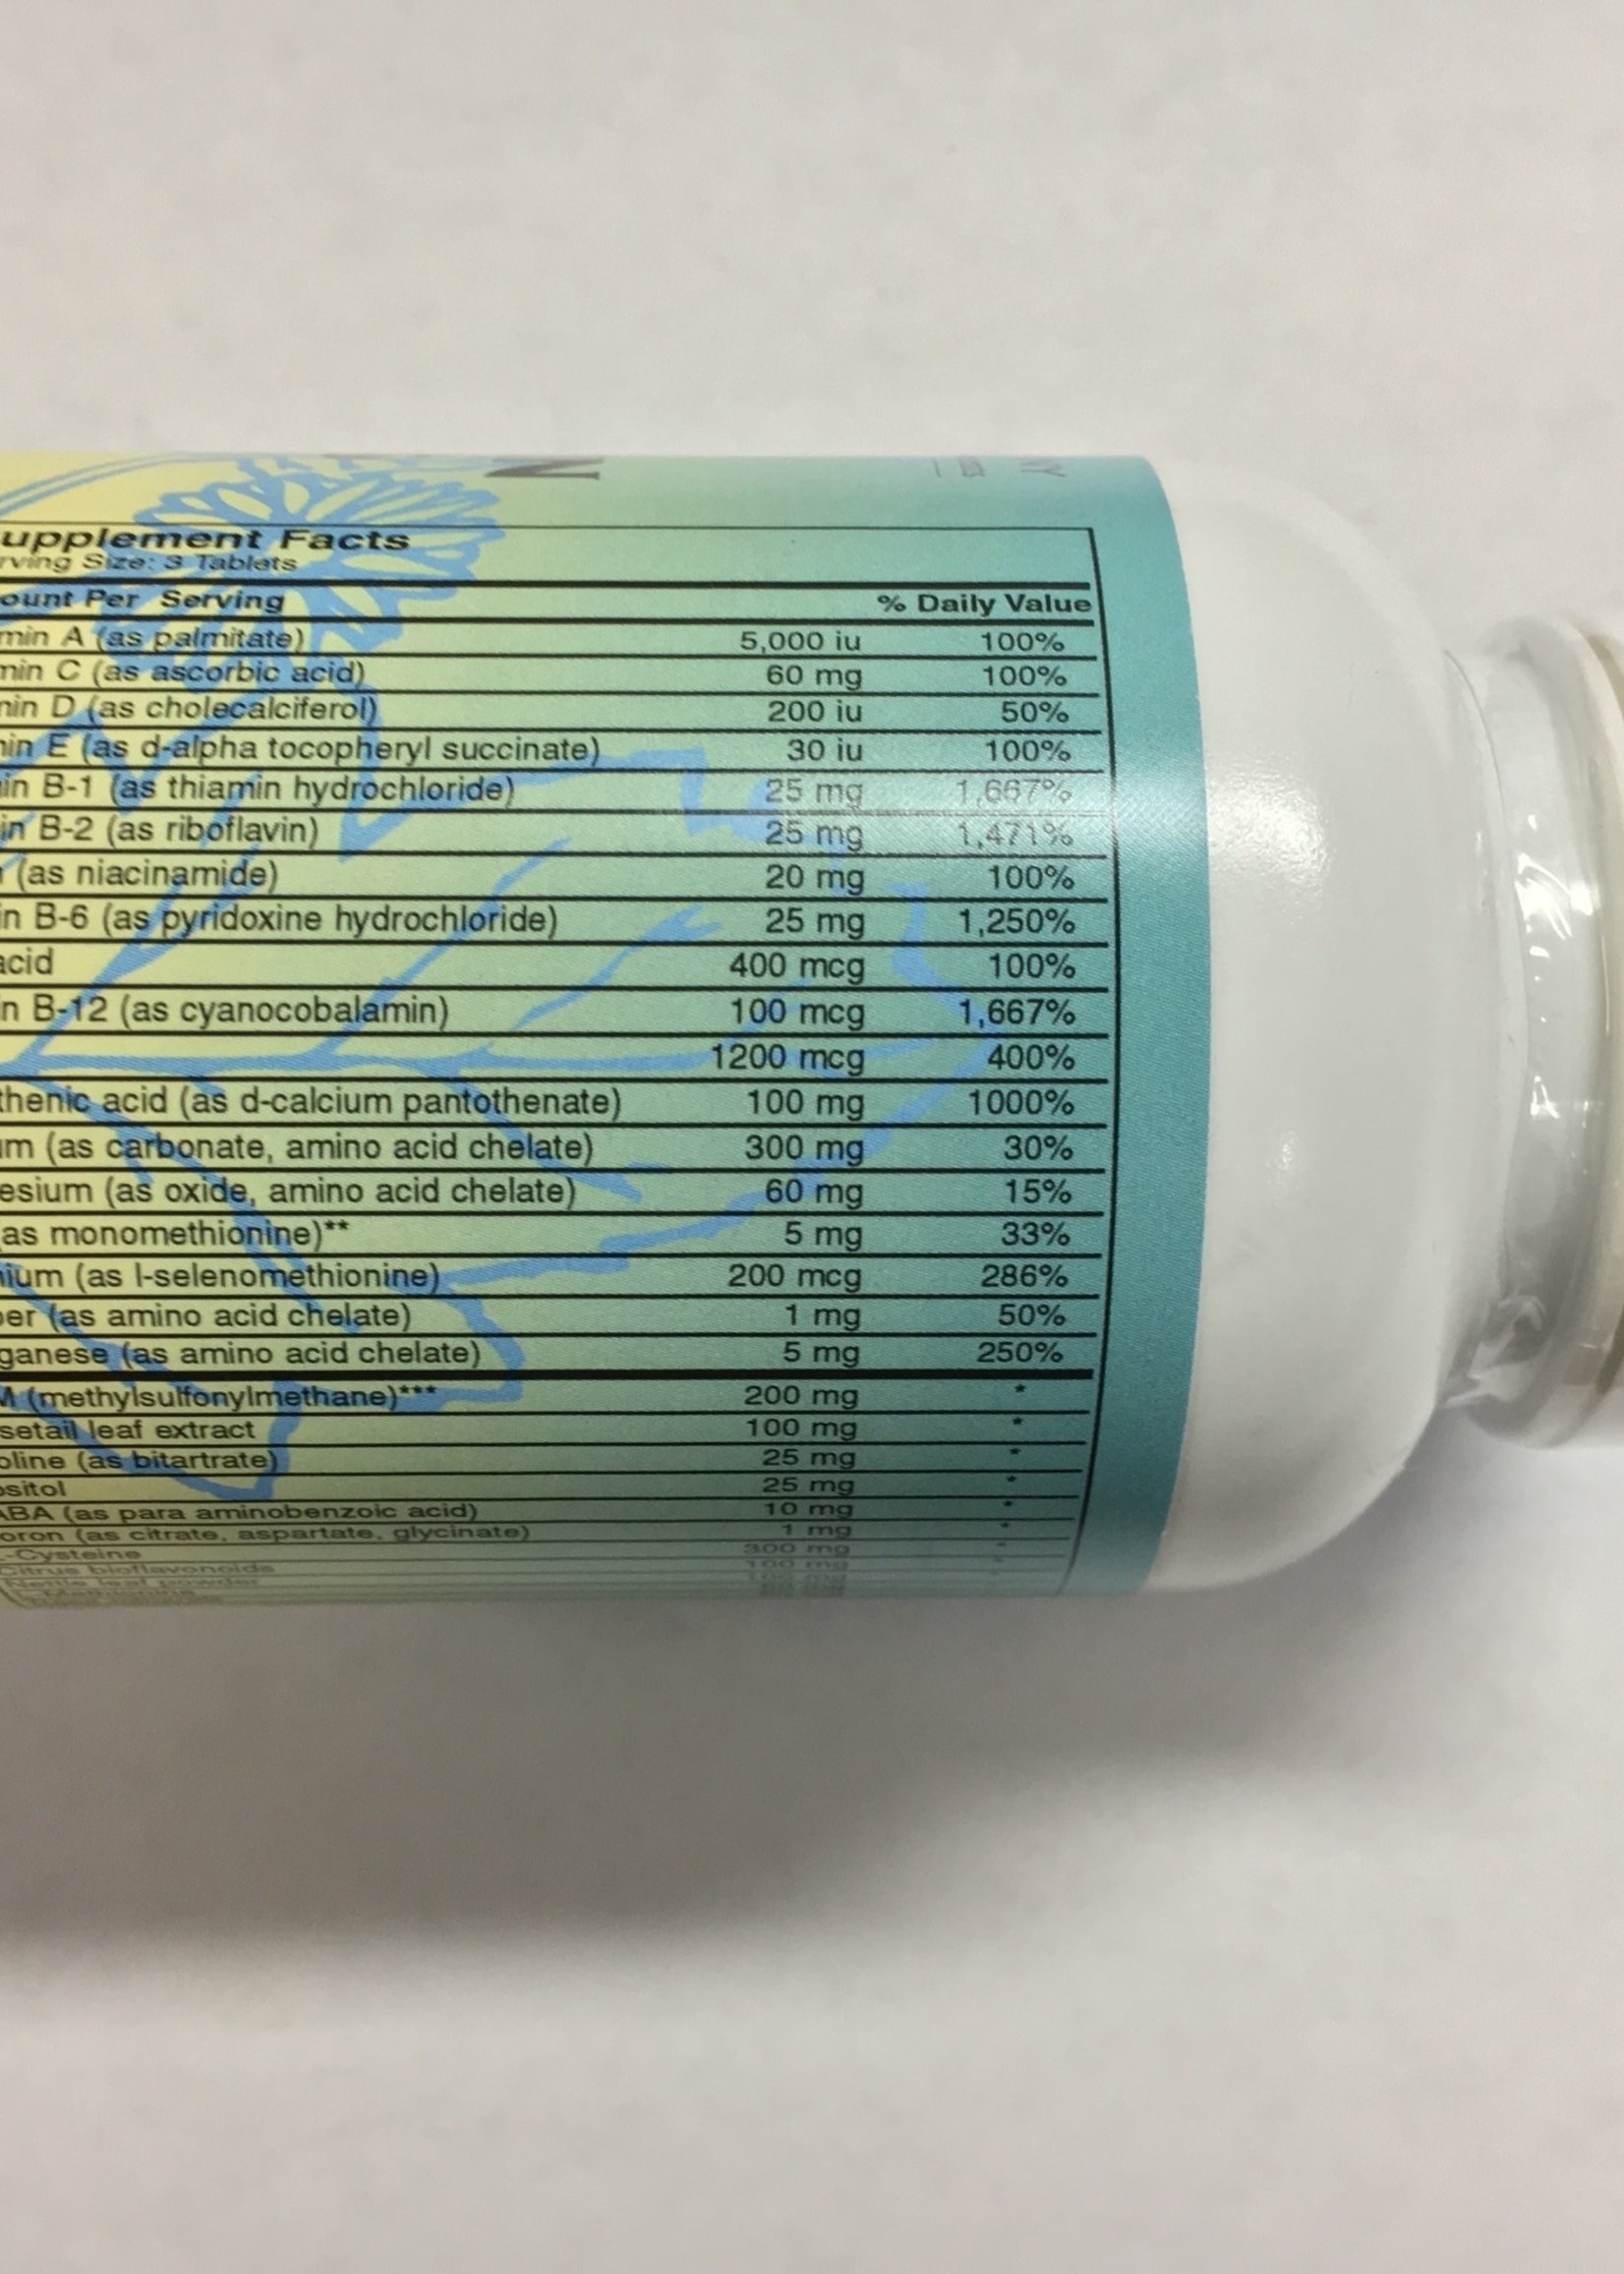 upplement Facts
rving Size: 3 Tablets
ount Per Serving % Daily Value
min A (as palmitate) 5,000 iu 100%
min C (as ascorbic acid) 60 mg 100%
min D (as cholecalciferol) 200 iu 50%
in E (as d-alpha tocopheryl succinate) 30 iu 100%
in B-1 (as thiamin hydrochloride) 25 mg 1,667%
in B-2 (as riboflavin) 25 mg 1,471%
(as niacinamide) 20 mg 100%
in B-6 (as pyridoxine hydrochloride) 25 mg 1,250%
acid 400 mcg 100%
n B-12 (as cyanocobalamin) 100 mcg 1,667%
1200 mcg 400%
thenic acid (as d-calcium pantothenate) 100 mg 1000%
um (as carbonate, amino acid chelate) 300 mg 30%
esium (as oxide, amino acid chelate) 60 mg 15%
(as monomethionine)** 5 mg 33%
nium (as l-selenomethionine) 200 mcg 286%
per (as amino acid chelate) 1 mg 50%
ganese (as amino acid chelate) 5 mg 250%
M (methylsulfonylmethane)*** 200 mg *
setail leaf extract 100 mg *
oline (as bitartrate) 25 mg *
ositol 25 mg *
ABA (as para aminobenzoic acid) 10 mg *
oron (as citrate, aspartate, glycinate) 1 mg *
-Cysteine 300 mg *
Citrus bioflavonoids 100 mg *
Nettle leaf powder